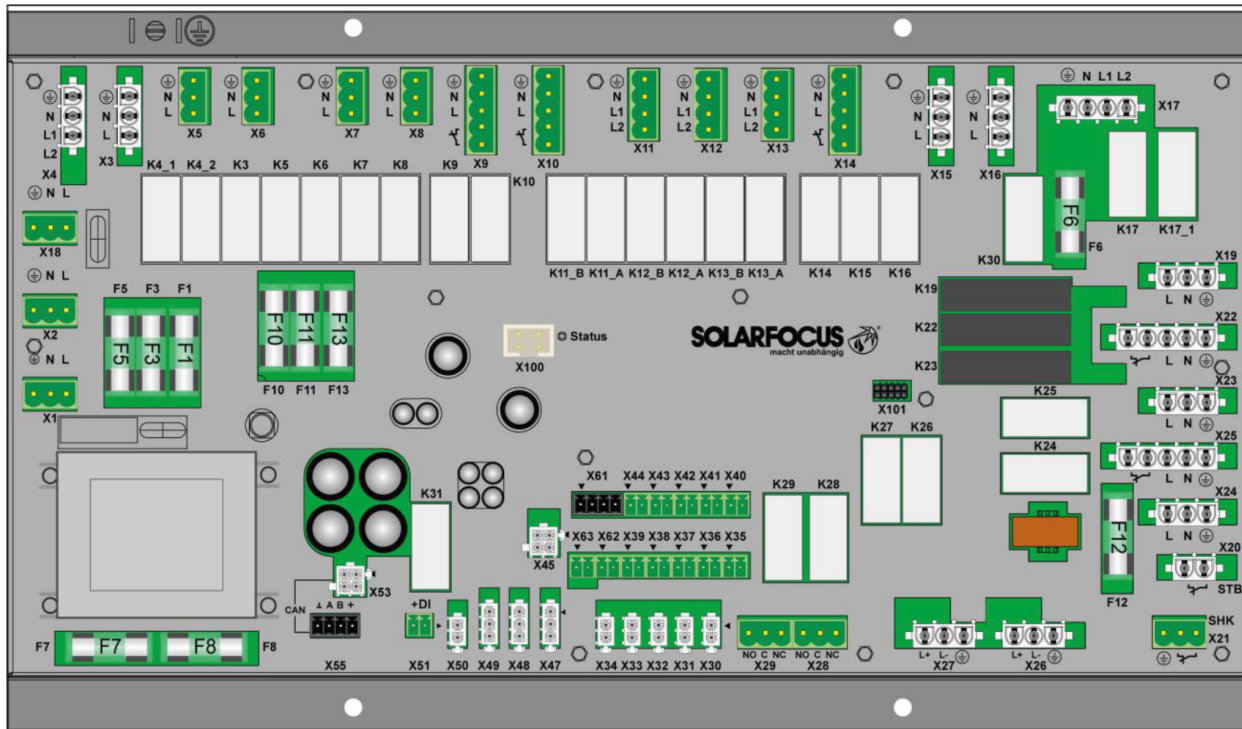 N L1 L2
X17
N
L1
L2
X4
N
L
X3
N
L
X5
N
L
X6
N
L
X7
N
L
X8
N
L
X9
N
L
X10
N
L1
L2
X11
N
L1
L2
X12
N
L1
L2
X13
N
L
X14
N
L
X15
N
L
X16
K4_1 K4_2 K3 K5 K6 K7 K8 K9
K10
N L
X18
K11_B K11_A K12_B K12_A K13_B K13_A
K14 K15 K16
K30
F6
F6
K17
K17_1
N L
X2
F5 F3 F1
F5 F3 F1
F10 F11 F13
F10 F11 F13
X100
Status
SOLARFOCUS
macht unabhängig
K19
K22
K23
X19
L N
X22
L N
N L
X1
X101
K27 K26
K25
K24
X23
L N
X25
L N
X24
L N
X20
STB
F12
F12
K31
X61 X44 X43 X42 X41 X40
K29 K28
X63 X62 X39 X38 X37 X36 X35
X45
X53
CAN
A B +
X55
+DI
X51
X50 X49 X48 X47
X34 X33 X32 X31 X30
NO C NC NO C NC
X29 X28
L+ L-
X27
L+ L-
X26
SHK
X21
F7 F7 F8 F8